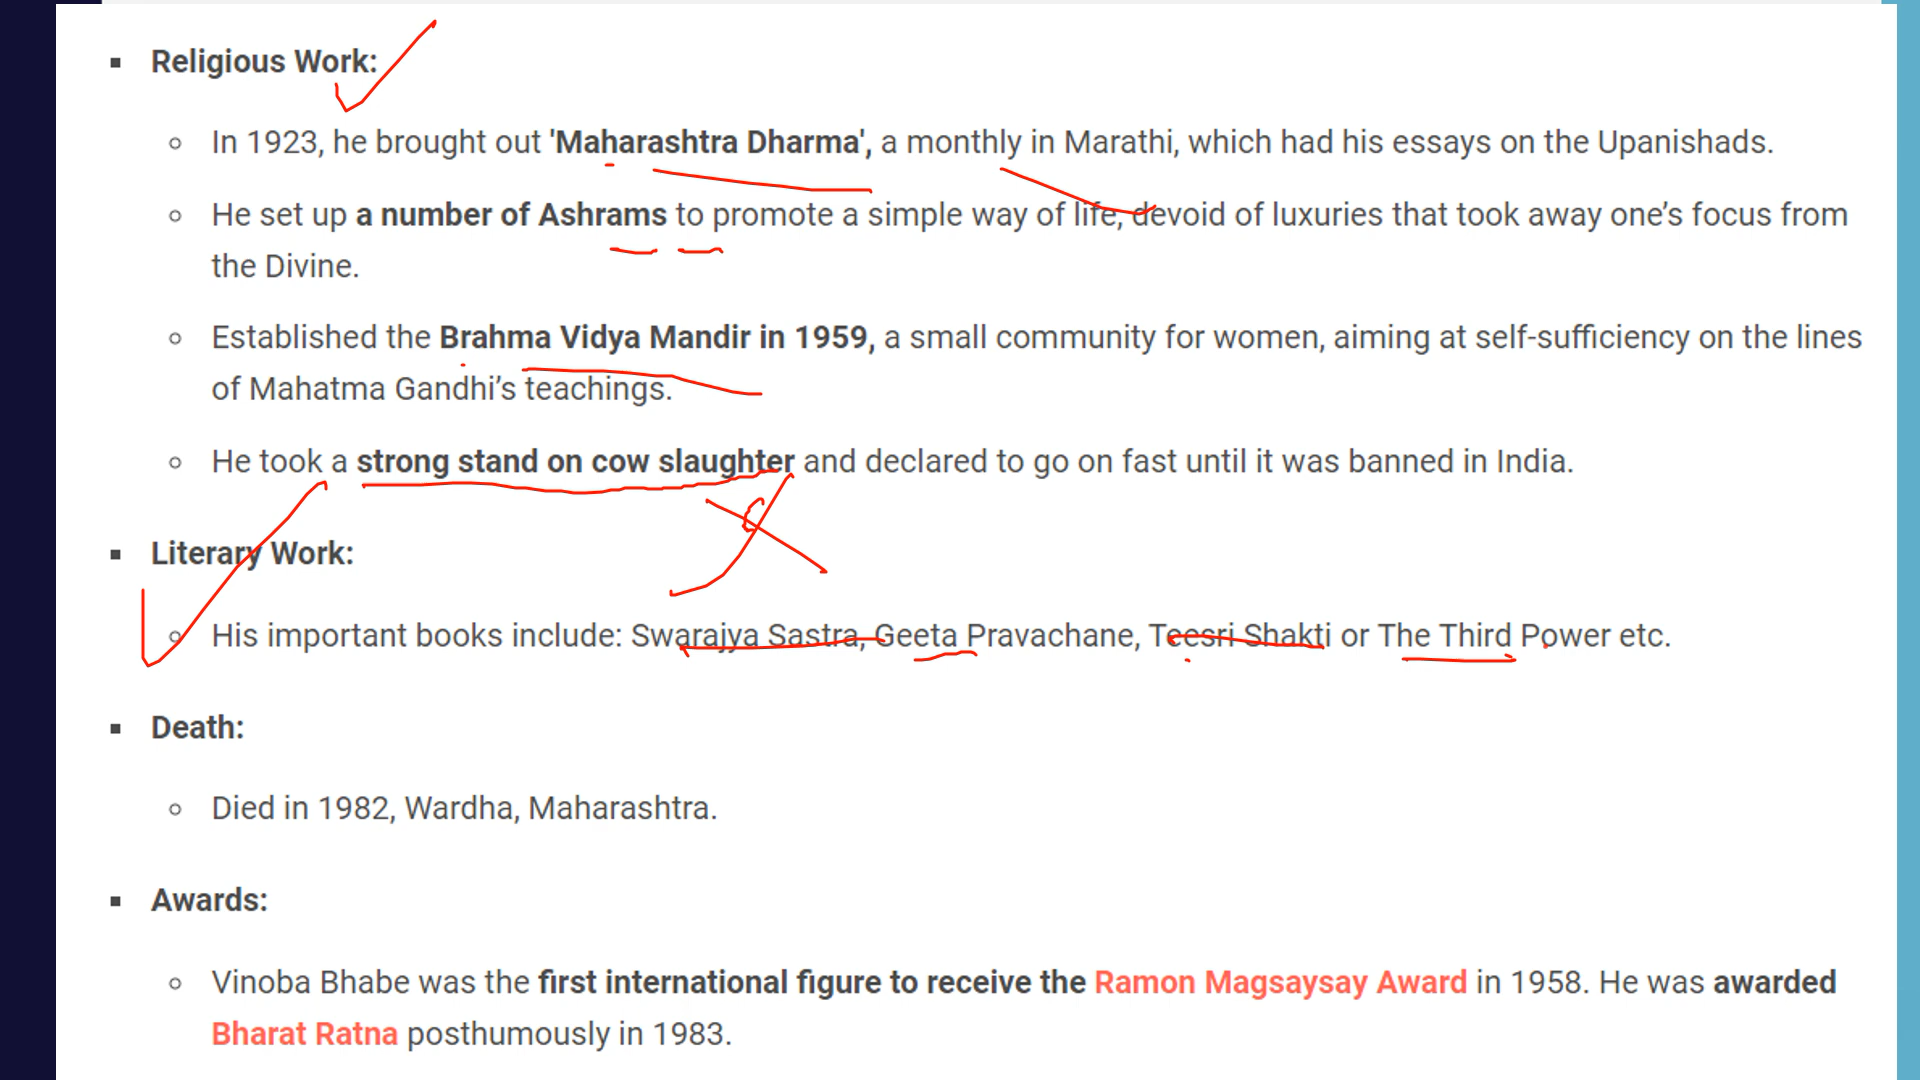 Religious Work:
In 1923, he brought out 'Maharashtra Dharma', a monthly in Marathi, which had his essays on the Upanishads.
He set up a number of Ashrams to promote a simple way of life, devoid of luxuries that took away one’s focus from
the Divine.
Established the Brahma Vidya Mandir in 1959, a small community for women, aiming at self-sufficiency on the lines
of Mahatma Gandhi’s teachings.
He took a strong stand on cow slaughter and declared to go on fast until it was banned in India.
Literary Work:
His important books include: Swarajya Sastra, Geeta Pravachane, Teesri Shakti or The Third Power etc.
Death:
Died in 1982, Wardha, Maharashtra.
Awards:
Vinoba Bhabe was the first international figure to receive the Ramon Magsaysay Award in 1958. He was awarded
Bharat Ratna posthumously in 1983.